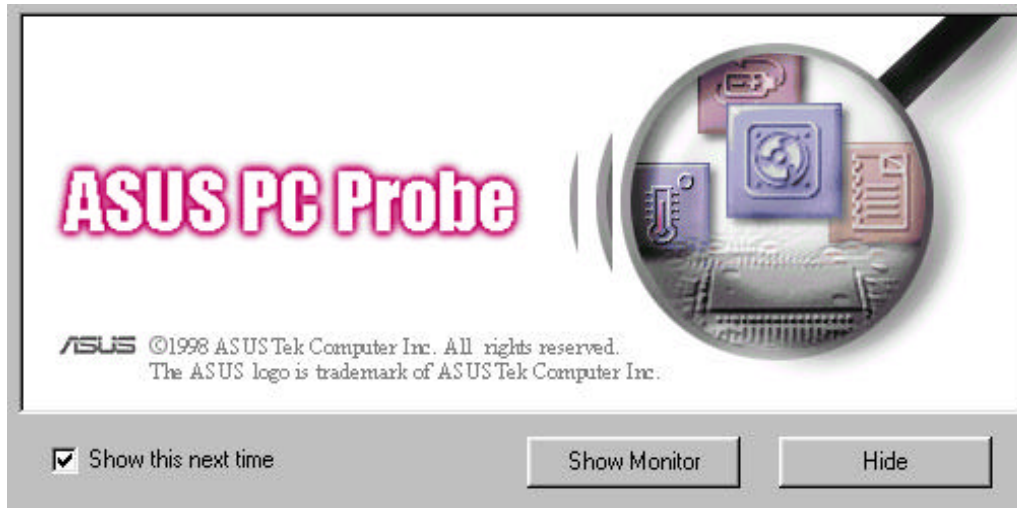 ASUS PC Probe
ASUS ©1998 ASUSTek Computer Inc. All rights reserved.
The ASUS logo is trademark of ASUSTek Computer Inc.
Show this next time
Show Monitor
Hide